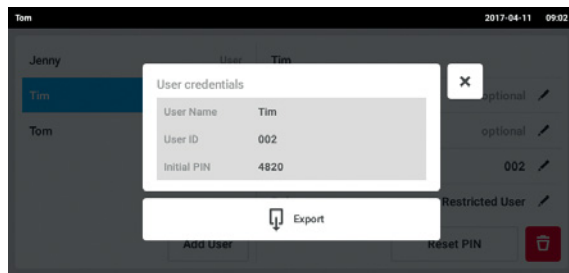 Tom 2017-04-11 09:02
Jenny User Tim
Tim optional
Tom optional
002
Restricted User
Add User Reset PIN
User credentials
User Name Tim
User ID 002
Initial PIN 4820
Export